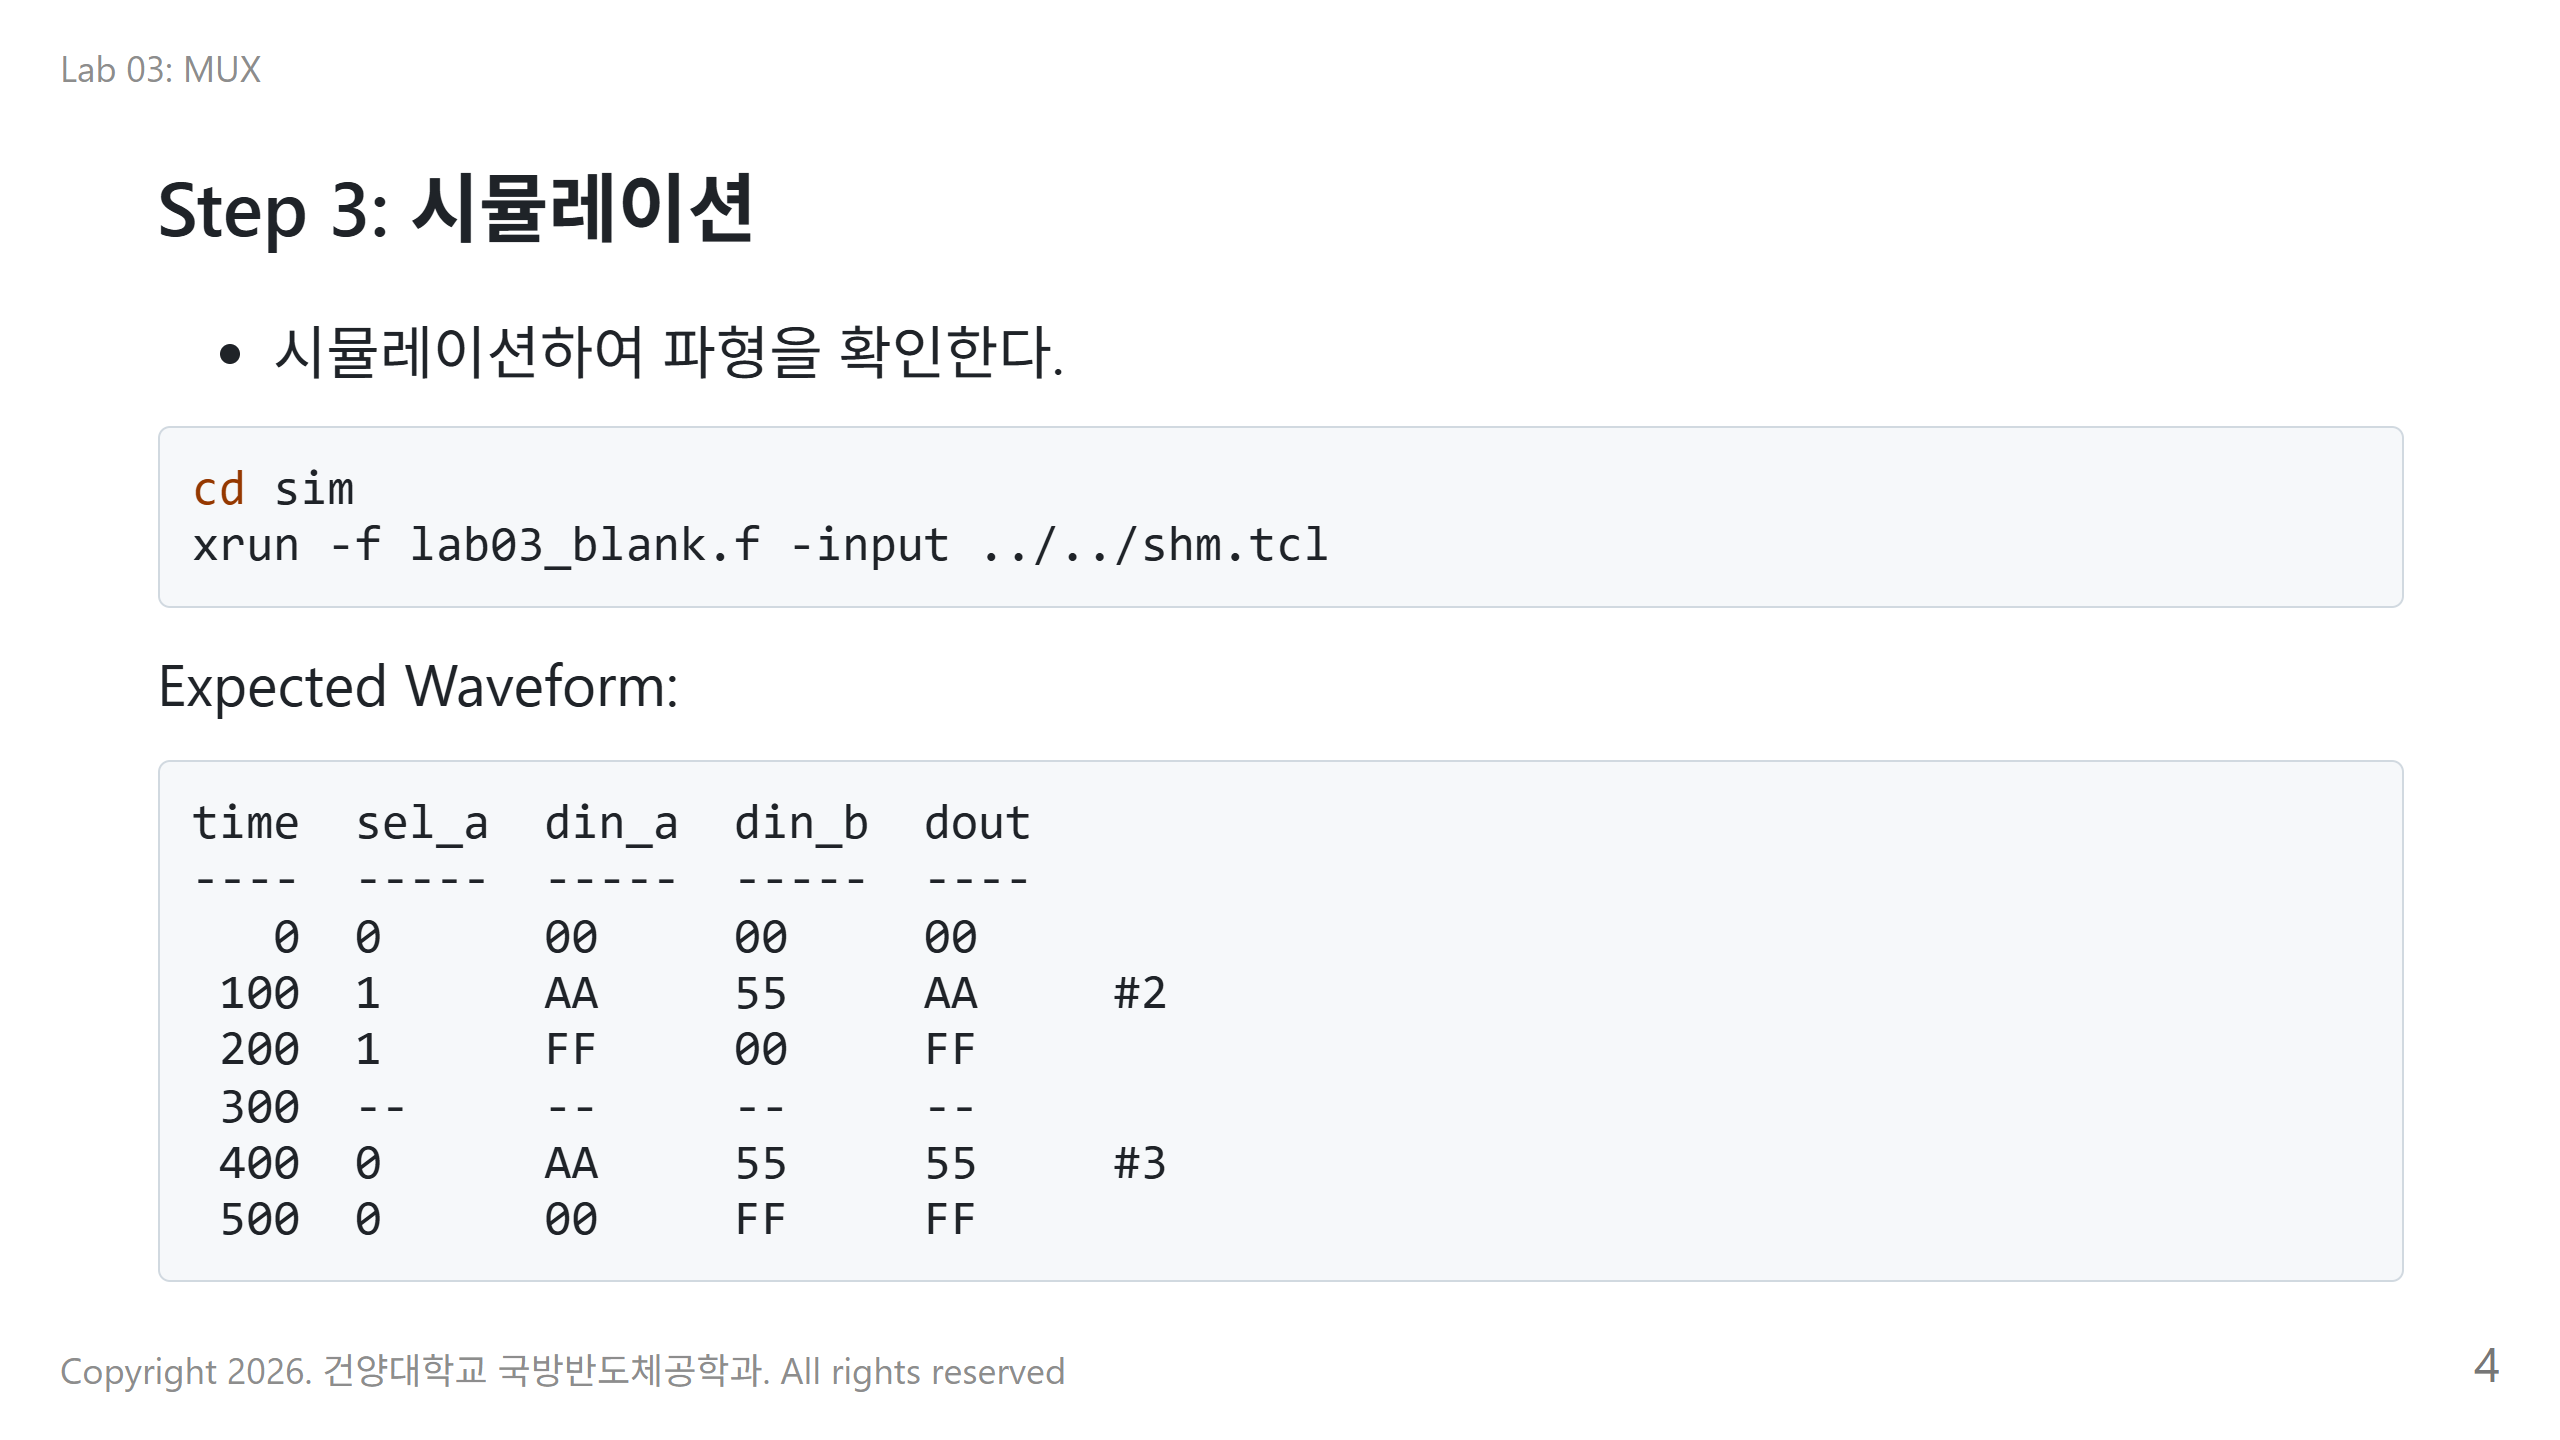 Lab 03: MUX
Step 3: 시뮬레이션
• 시뮬레이션하여 파형을 확인한다.
cd sim
xrun -f lab03_blank.f -input ../../shm.tcl
Expected Waveform:
time  sel_a  din_a  din_b  dout
----  -----  -----  -----  ----
   0  0      00     00     00
 100  1      AA     55     AA     #2
 200  1      FF     00     FF
 300  --     --     --     --
 400  0      AA     55     55     #3
 500  0      00     FF     FF
Copyright 2026. 건양대학교 국방반도체공학과. All rights reserved
4